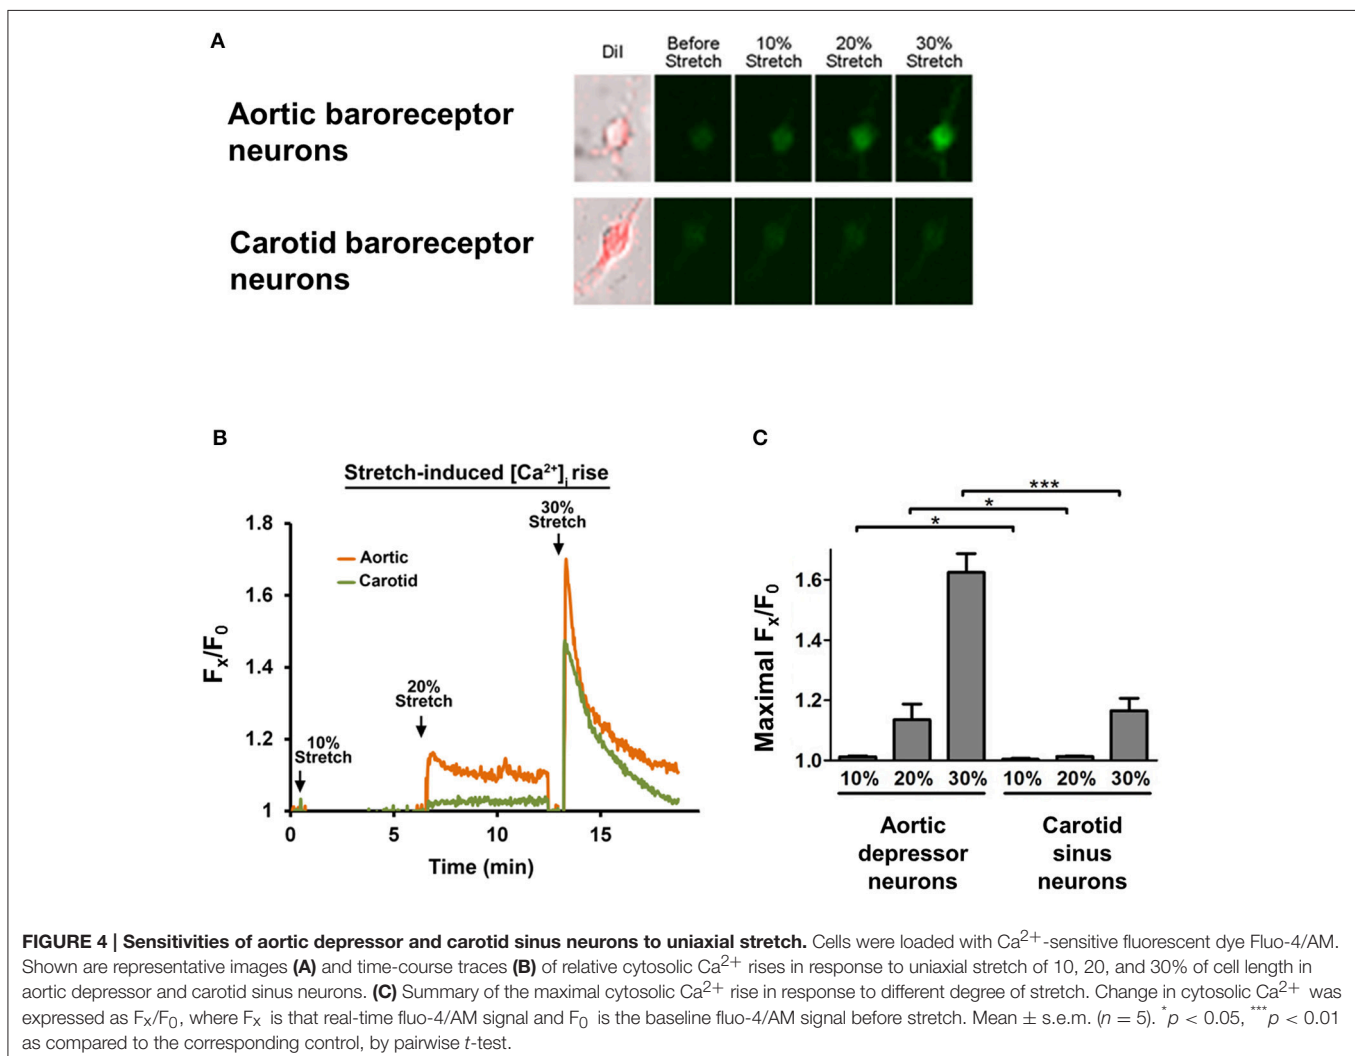 A
DiI
Before
Stretch
10%
Stretch
20%
Stretch
30%
Stretch
Aortic baroreceptor
neurons
Carotid baroreceptor
neurons
B
Stretch-induced [Ca2+]i rise
Fx/F0
1.8
1.6
1.4
1.2
1
30%
Stretch
Aortic
Carotid
20%
Stretch
10%
Stretch
0
5
10
15
Time (min)
C
***
*
*
Maximal Fx/F0
1.6
1.4
1.2
1.0
10% 20% 30% 10% 20% 30%
Aortic
depressor
neurons
Carotid
sinus
neurons
FIGURE 4 | Sensitivities of aortic depressor and carotid sinus neurons to uniaxial stretch. Cells were loaded with Ca2+-sensitive fluorescent dye Fluo-4/AM.
Shown are representative images (A) and time-course traces (B) of relative cytosolic Ca2+ rises in response to uniaxial stretch of 10, 20, and 30% of cell length in
aortic depressor and carotid sinus neurons. (C) Summary of the maximal cytosolic Ca2+ rise in response to different degree of stretch. Change in cytosolic Ca2+ was
expressed as Fx/F0, where Fx is that real-time fluo-4/AM signal and F0 is the baseline fluo-4/AM signal before stretch. Mean ± s.e.m. (n = 5). *p < 0.05, ***p < 0.01
as compared to the corresponding control, by pairwise t-test.